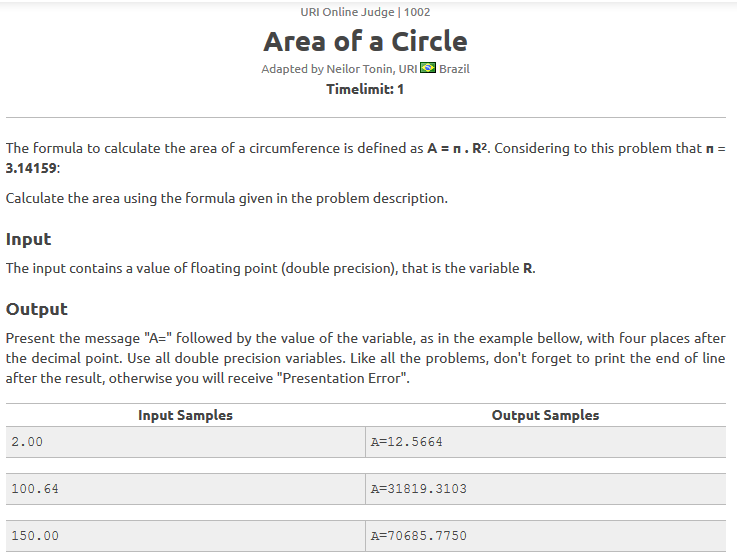 URI Online Judge | 1002
Area of a Circle
Adapted by Neilor Tonin, URI Brazil
Timelimit: 1
The formula to calculate the area of a circumference is defined as A = π . R². Considering to this problem that π =
3.14159:
Calculate the area using the formula given in the problem description.
Input
The input contains a value of floating point (double precision), that is the variable R.
Output
Present the message "A=" followed by the value of the variable, as in the example bellow, with four places after
the decimal point. Use all double precision variables. Like all the problems, don't forget to print the end of line
after the result, otherwise you will receive "Presentation Error".
Input Samples Output Samples
2.00 A=12.5664
100.64 A=31819.3103
150.00 A=70685.7750